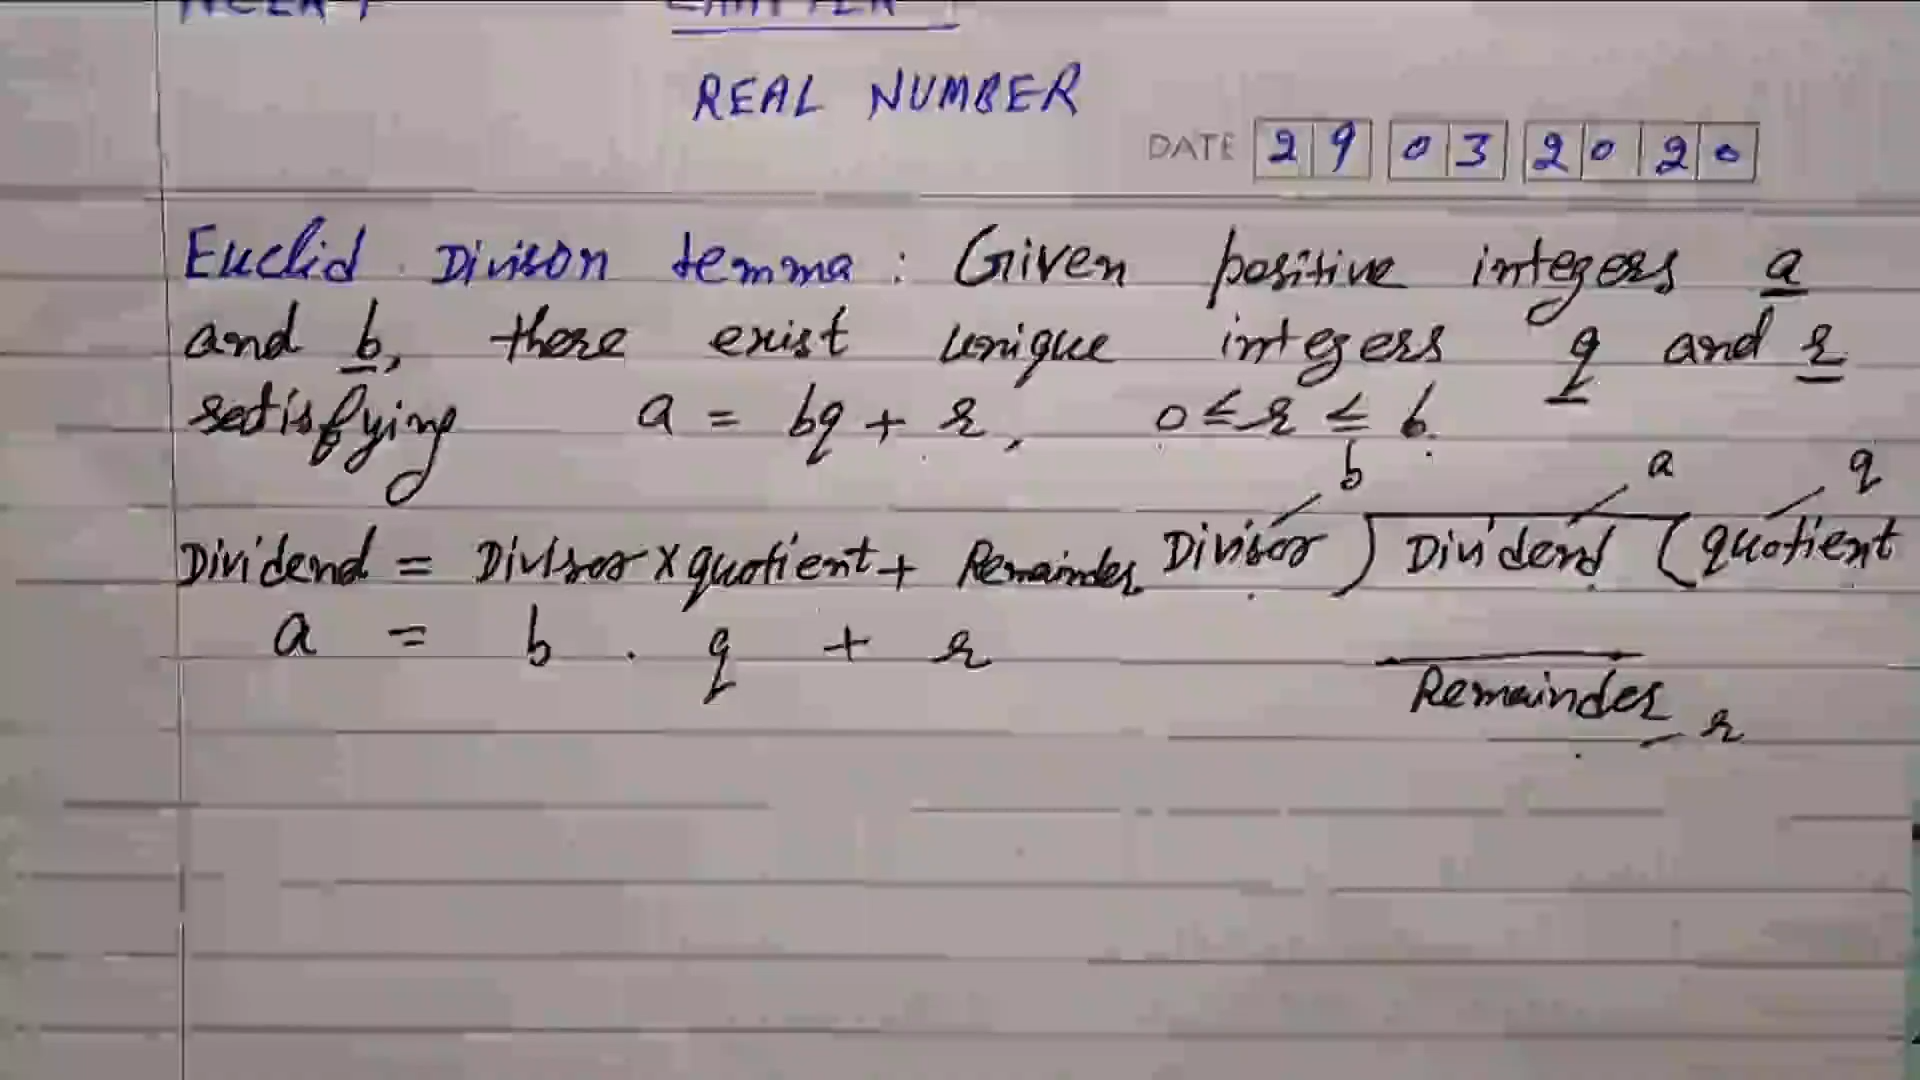 REAL NUMBER
DATE 29 03 2020
Euclid Divison Lemma : Given positive integers a
and b, there exist unique integers q and r
satisfying a = bq + r, 0 ≤ r ≤ b.
b a q
Dividend = Divisor × quotient + Remainder Divisor ) Dividend ( quotient
a = b . q + r
Remainder r